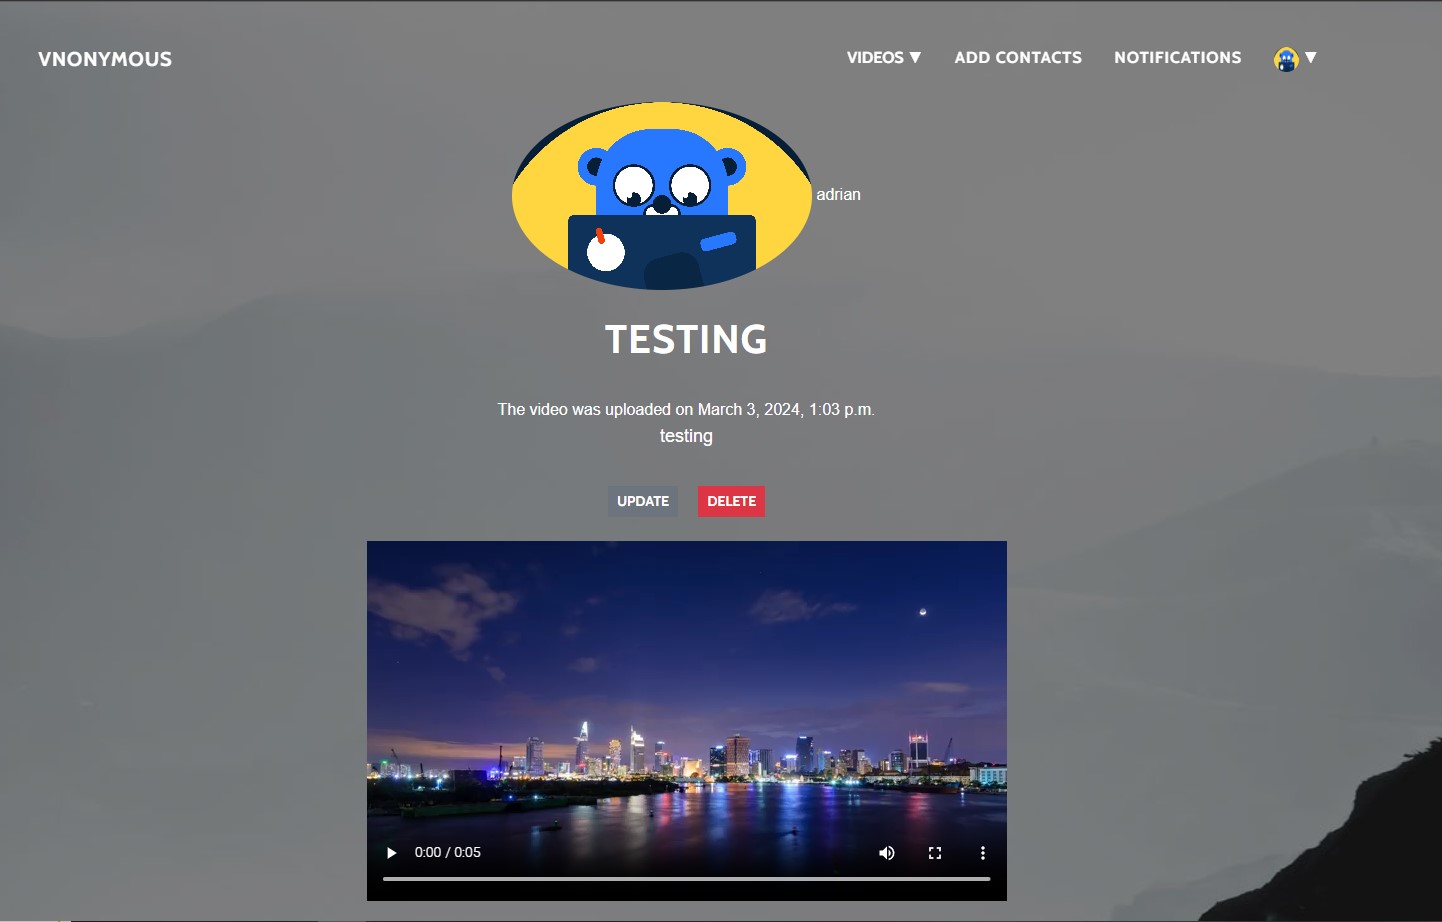 VNONYMOUS
VIDEOS ▼ ADD CONTACTS NOTIFICATIONS ▼
adrian
TESTING
The video was uploaded on March 3, 2024, 1:03 p.m.
testing
UPDATE DELETE
0:00 / 0:05